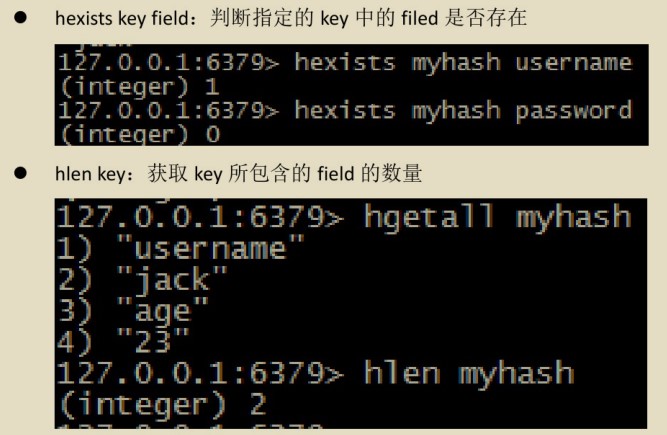 ● hexists key field：判断指定的 key 中的 filed 是否存在
127.0.0.1:6379> hexists myhash username
(integer) 1
127.0.0.1:6379> hexists myhash password
(integer) 0
● hlen key：获取 key 所包含的 field 的数量
127.0.0.1:6379> hgetall myhash
1) "username"
2) "jack"
3) "age"
4) "23"
127.0.0.1:6379> hlen myhash
(integer) 2